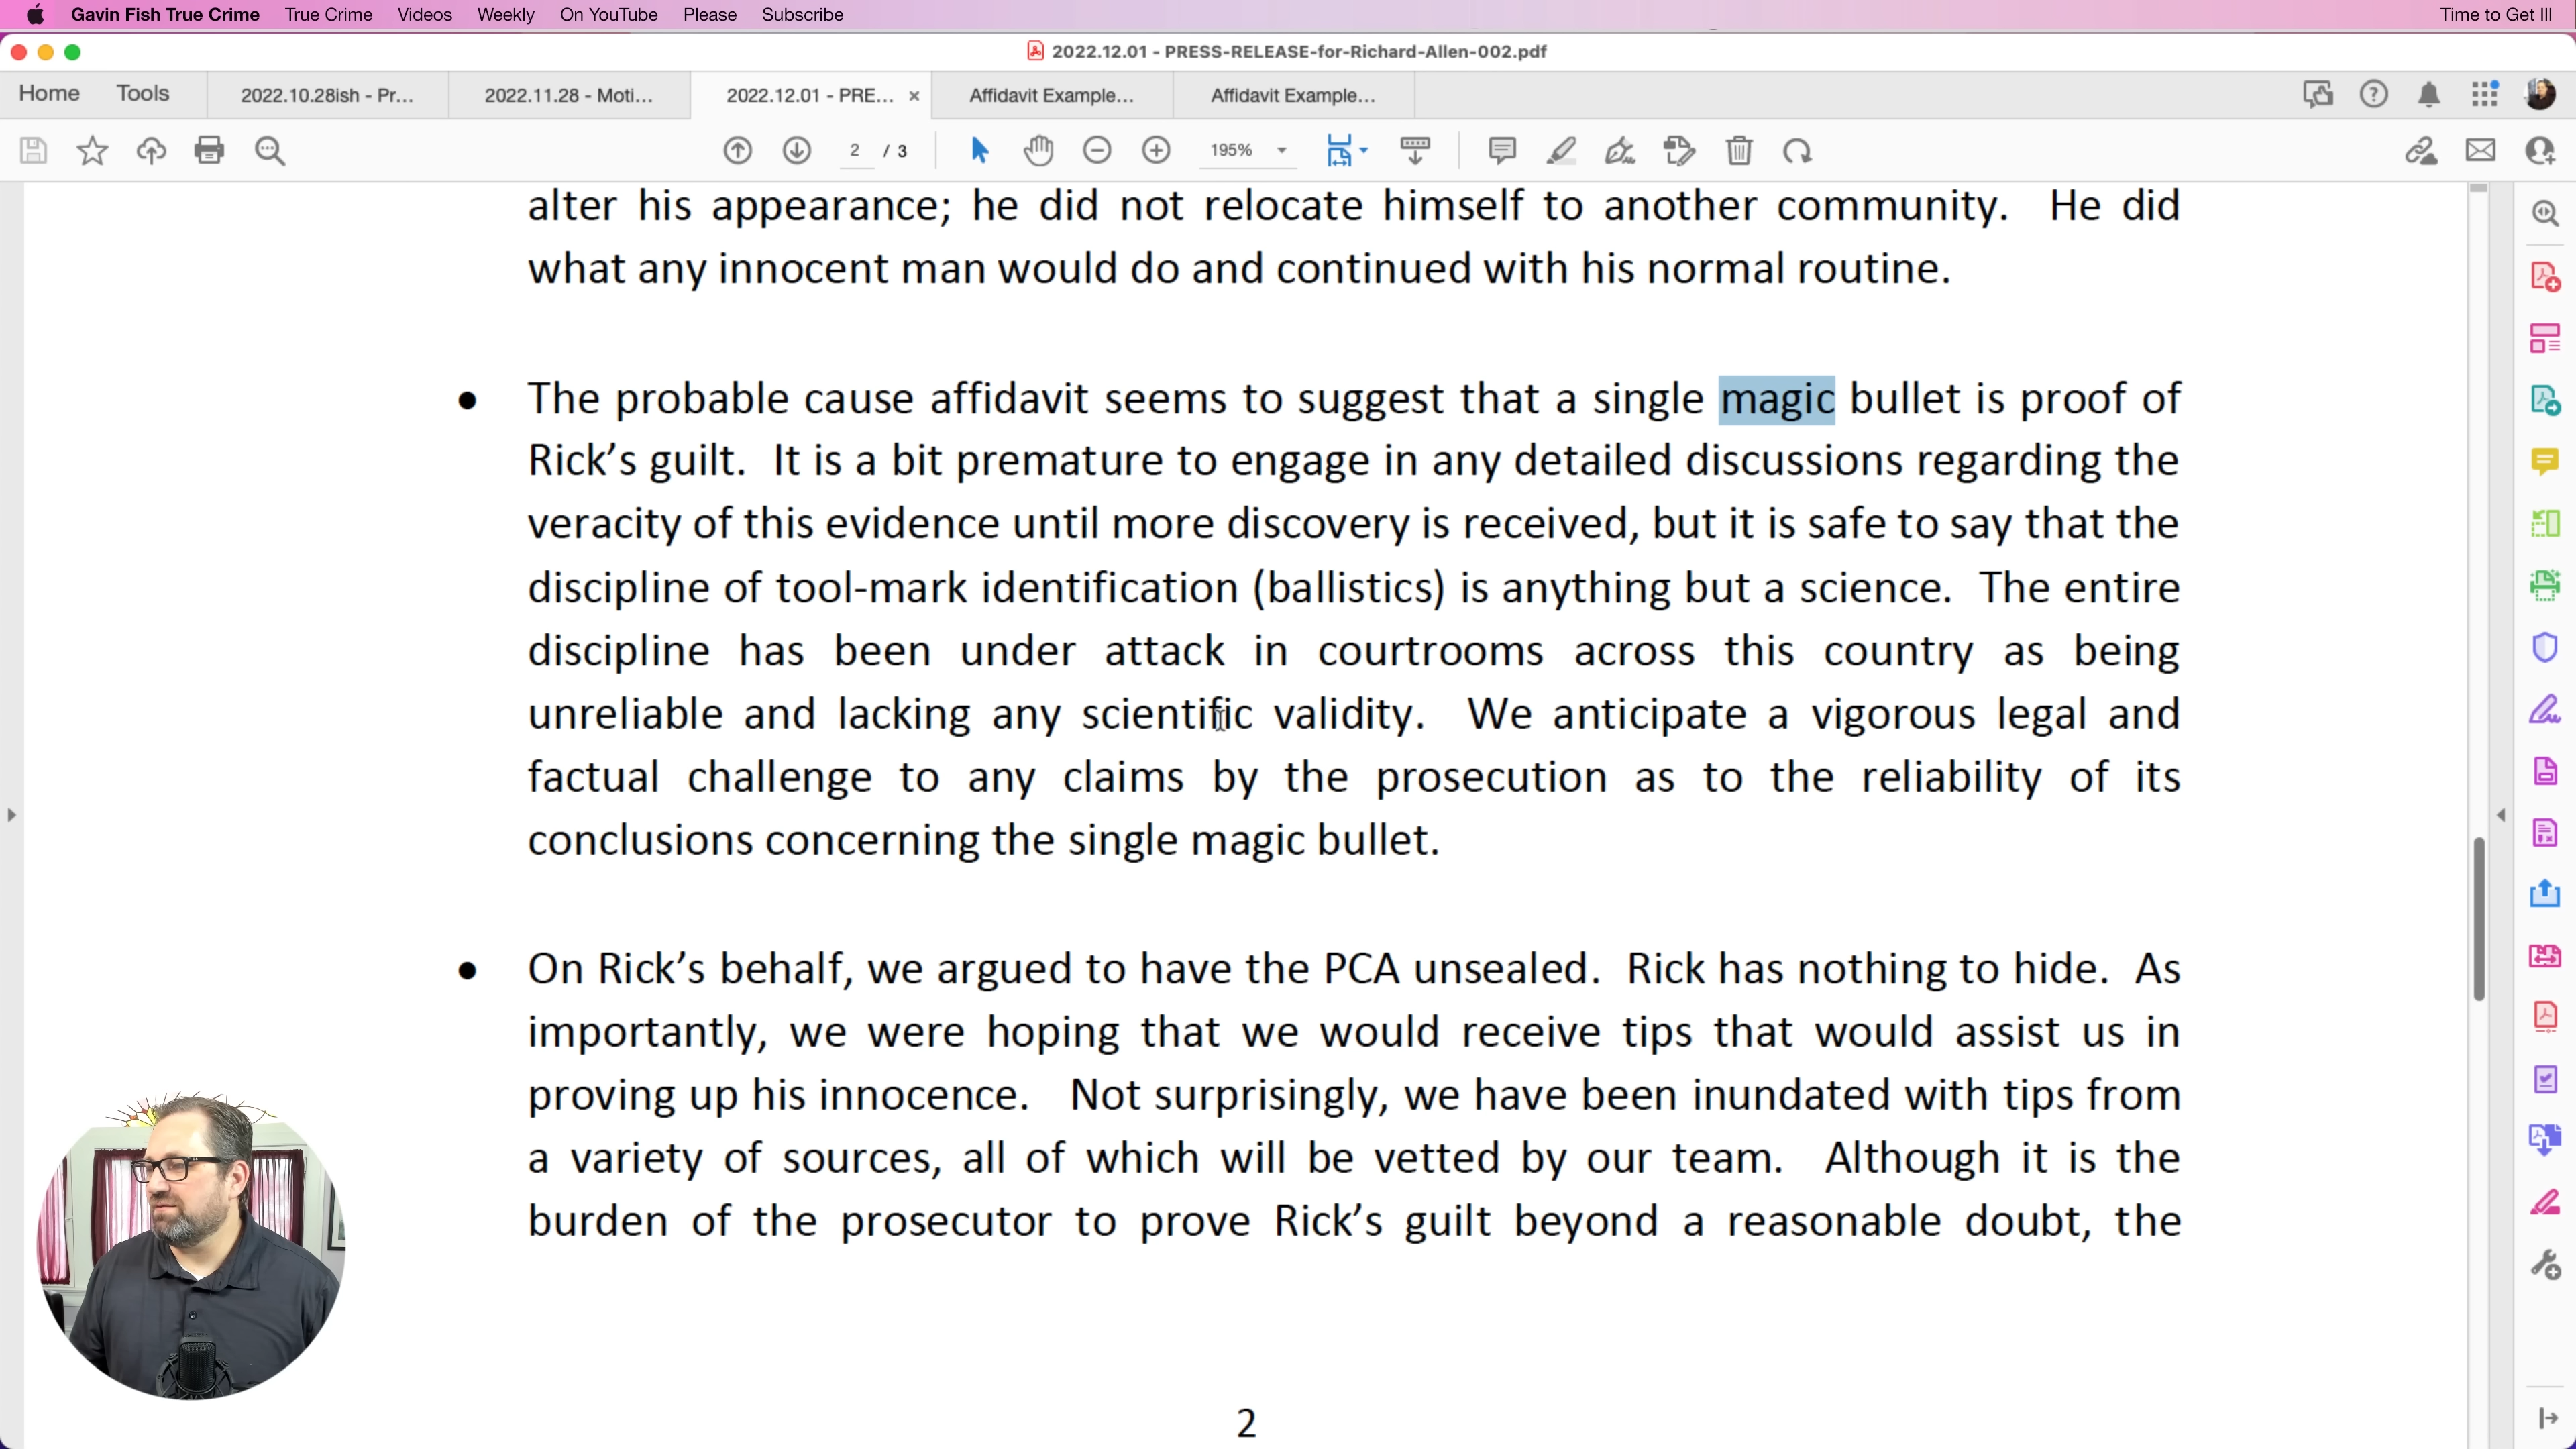 Gavin Fish True Crime True Crime Videos Weekly On YouTube Please Subscribe Time to Get Ill
2022.12.01 - PRESS-RELEASE-for-Richard-Allen-002.pdf
Home Tools 2022.10.28ish - Pr... 2022.11.28 - Moti... 2022.12.01 - PRE... × Affidavit Example... Affidavit Example...
2 / 3 195%
alter his appearance; he did not relocate himself to another community. He did
what any innocent man would do and continued with his normal routine.
● The probable cause affidavit seems to suggest that a single magic bullet is proof of
Rick’s guilt. It is a bit premature to engage in any detailed discussions regarding the
veracity of this evidence until more discovery is received, but it is safe to say that the
discipline of tool-mark identification (ballistics) is anything but a science. The entire
discipline has been under attack in courtrooms across this country as being
unreliable and lacking any scientific validity. We anticipate a vigorous legal and
factual challenge to any claims by the prosecution as to the reliability of its
conclusions concerning the single magic bullet.
● On Rick’s behalf, we argued to have the PCA unsealed. Rick has nothing to hide. As
importantly, we were hoping that we would receive tips that would assist us in
proving up his innocence. Not surprisingly, we have been inundated with tips from
a variety of sources, all of which will be vetted by our team. Although it is the
burden of the prosecutor to prove Rick’s guilt beyond a reasonable doubt, the
2